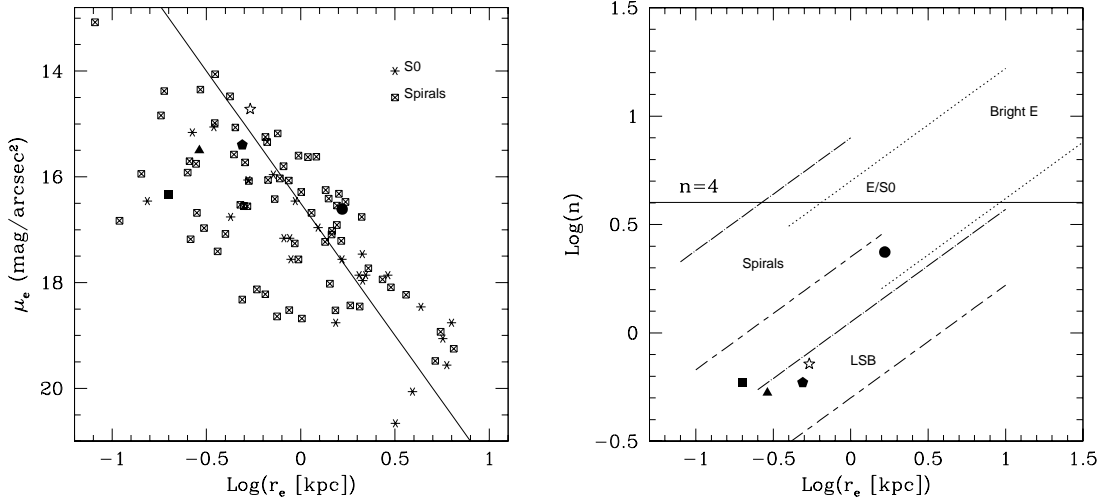 14
16
18
20
μe (mag/arcsec²)
S0
Spirals
−1 −0.5 0 0.5 1
Log(re [kpc])
1.5
1
0.5
0
−0.5
Log(n)
Bright E
n=4
E/S0
Spirals
LSB
−1 −0.5 0 0.5 1 1.5
Log(re [kpc])